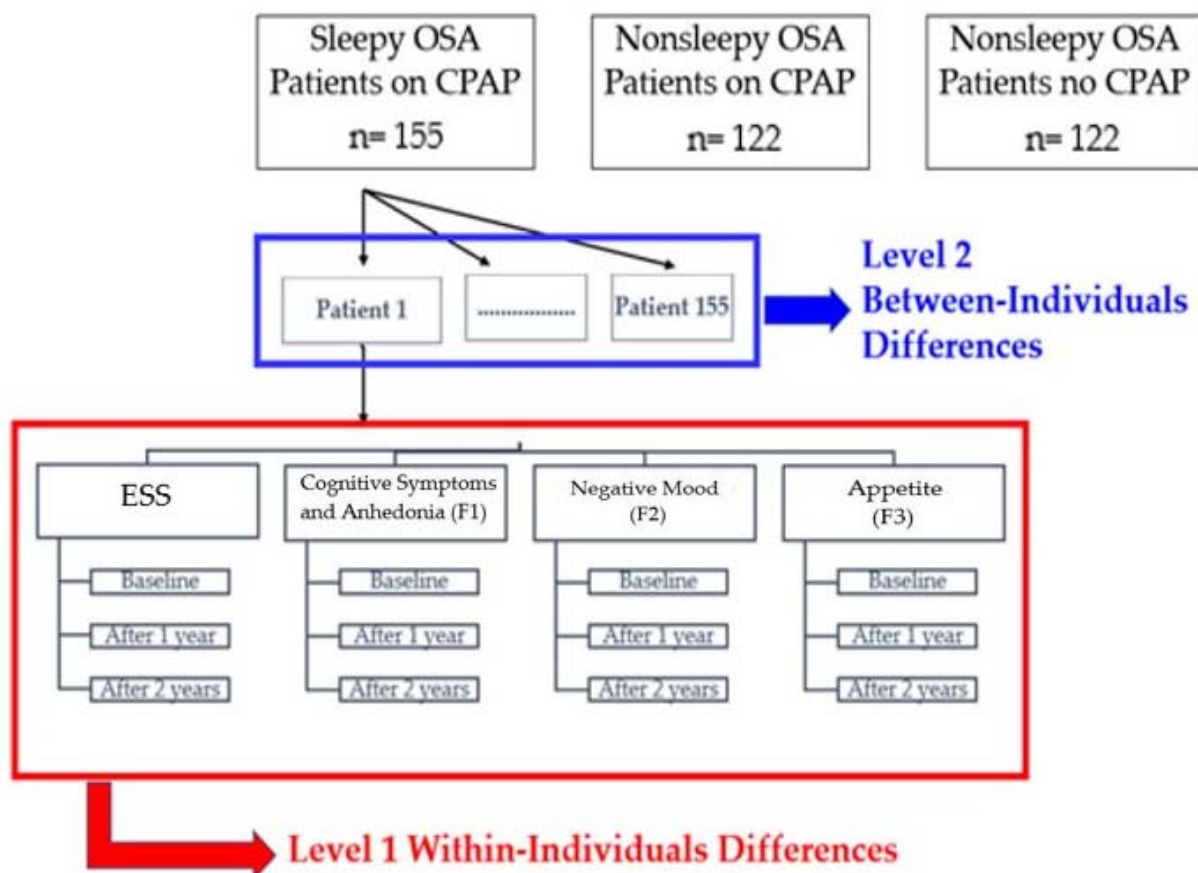 Sleepy OSA
Patients on CPAP
n= 155
Nonsleepy OSA
Patients on CPAP
n= 122
Nonsleepy OSA
Patients no CPAP
n= 122
Patient 1
..................
Patient 155
Level 2
Between-Individuals
Differences
ESS
Baseline
After 1 year
After 2 years
Cognitive Symptoms
and Anhedonia (F1)
Baseline
After 1 year
After 2 years
Negative Mood
(F2)
Baseline
After 1 year
After 2 years
Appetite
(F3)
Baseline
After 1 year
After 2 years
Level 1 Within-Individuals Differences